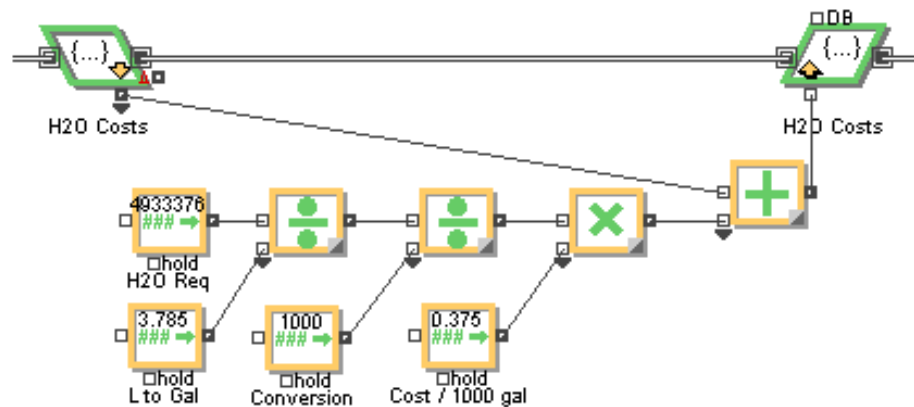 DB
{...}
{...}
H2O Costs
H2O Costs
4933376
###
hold
H2O Req
3.785
###
hold
L to Gal
1000
###
hold
Conversion
0.375
###
hold
Cost / 1000 gal